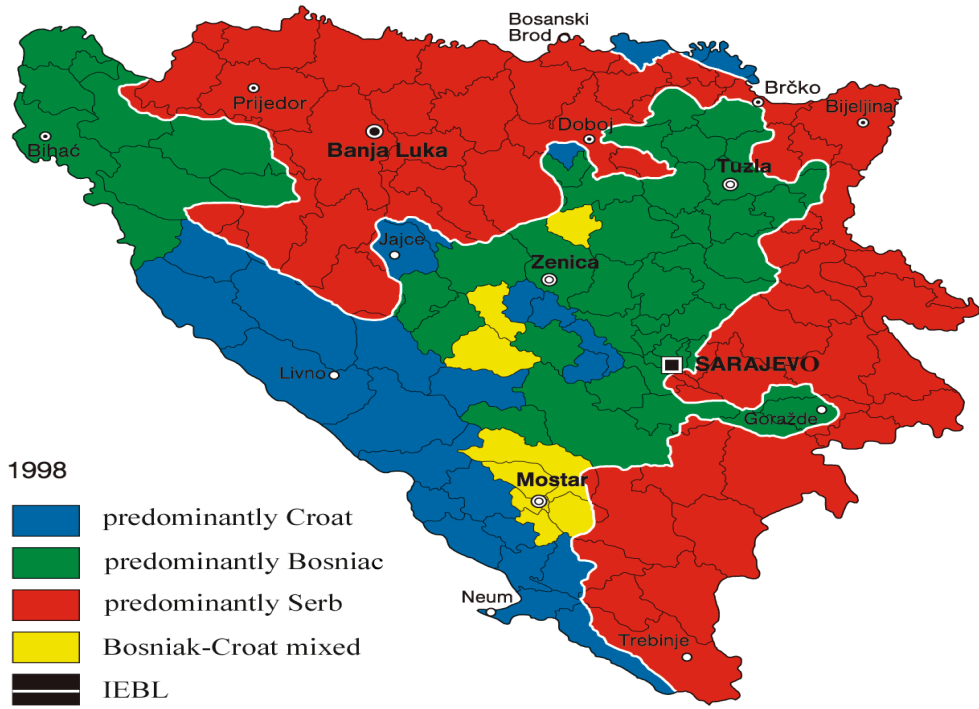 Bosanski
Brod
Prijedor
Brčko
Bijeljina
Doboj
Bihać
Banja Luka
Tuzla
Jajce
Zenica
Livno
SARAJEVO
Goražde
1998
Mostar
predominantly Croat
predominantly Bosniac
predominantly Serb
Neum
Bosniak-Croat mixed
Trebinje
IEBL